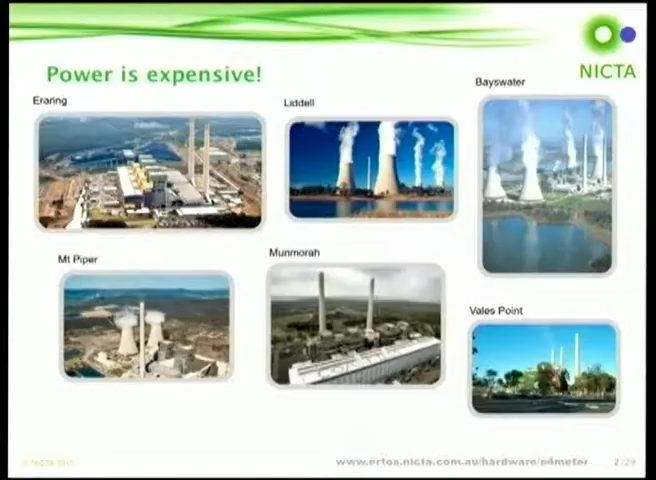 Power is expensive!
NICTA
Eraring
Liddell
Bayswater
Mt Piper
Munmorah
Vales Point
www.ertos.nicta.com.au/hardware/e4meter
2/29